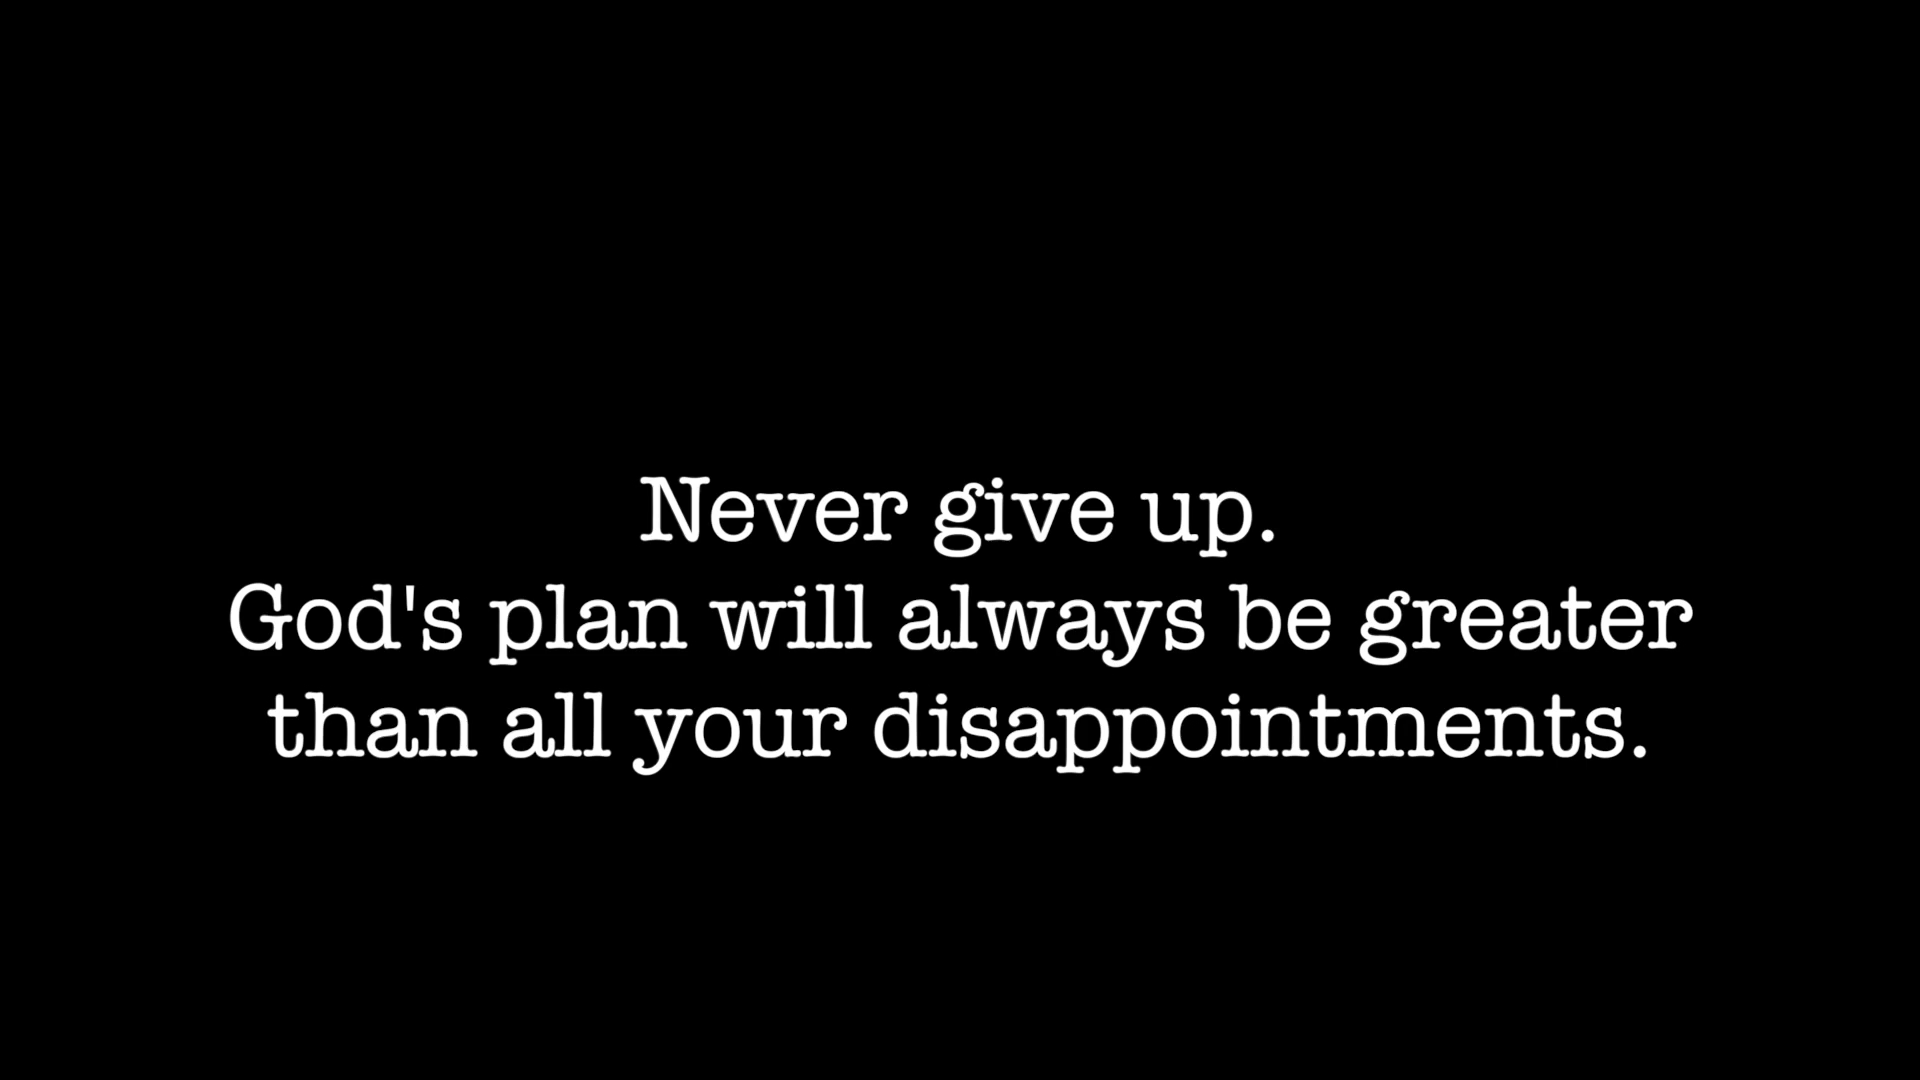 Never give up.
God's plan will always be greater
than all your disappointments.